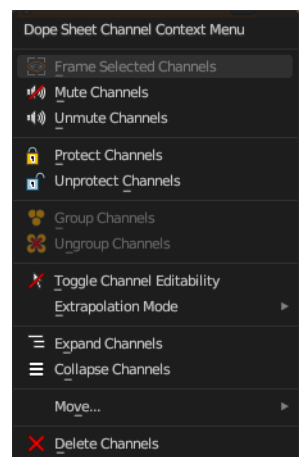 Dope Sheet Channel Context Menu
Frame Selected Channels
Mute Channels
Unmute Channels
Protect Channels
Unprotect Channels
Group Channels
Ungroup Channels
Toggle Channel Editability
Extrapolation Mode
Expand Channels
Collapse Channels
Move...
Delete Channels